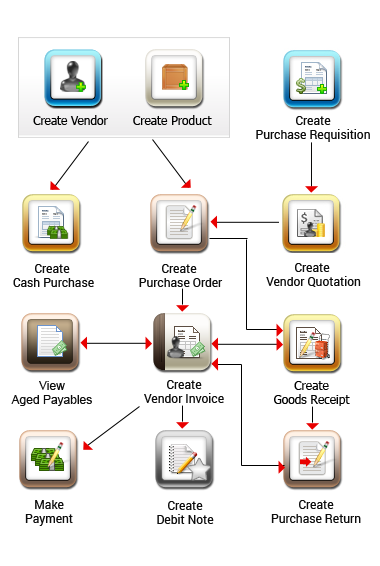 Create Vendor
Create Product
Create
Purchase Requisition
Create
Cash Purchase
Create
Purchase Order
Create
Vendor Quotation
View
Aged Payables
Create
Vendor Invoice
Create
Goods Receipt
Make
Payment
Create
Debit Note
Create
Purchase Return